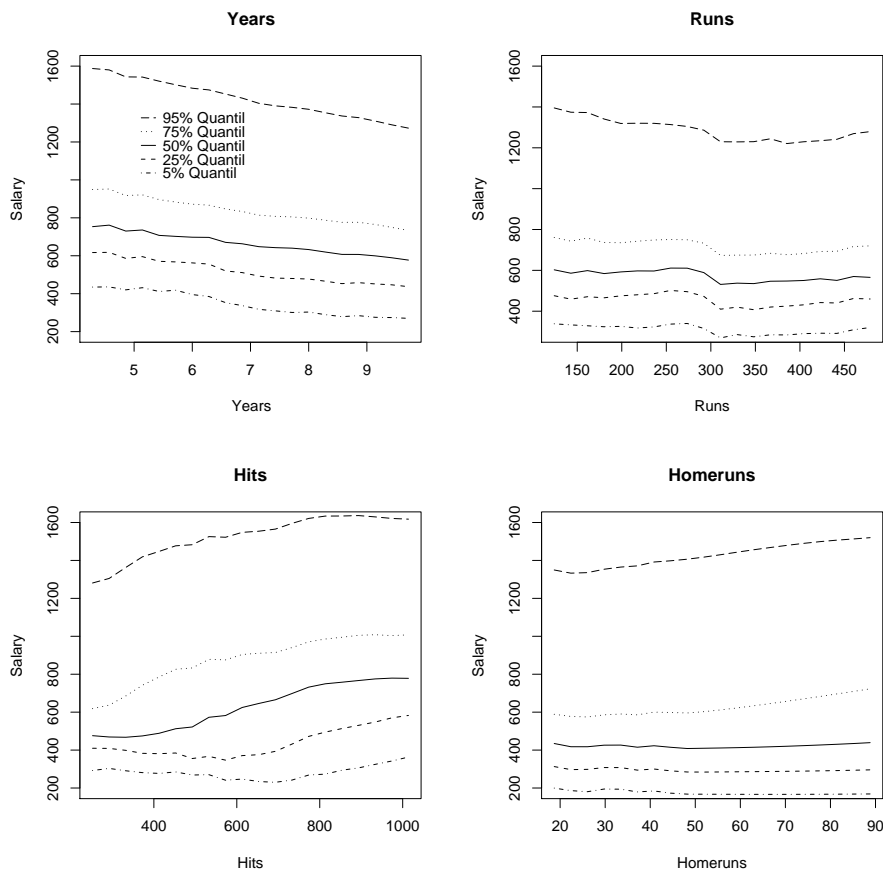 Years
Salary
1600
1200
800
600
400
200
95% Quantil
75% Quantil
50% Quantil
25% Quantil
5% Quantil
5 6 7 8 9
Years
Runs
Salary
1600
1200
800
600
400
150 200 250 300 350 400 450
Runs
Hits
Salary
1600
1200
800
600
400
200
400 600 800 1000
Hits
Homeruns
Salary
1600
1200
800
600
400
200
20 30 40 50 60 70 80 90
Homeruns